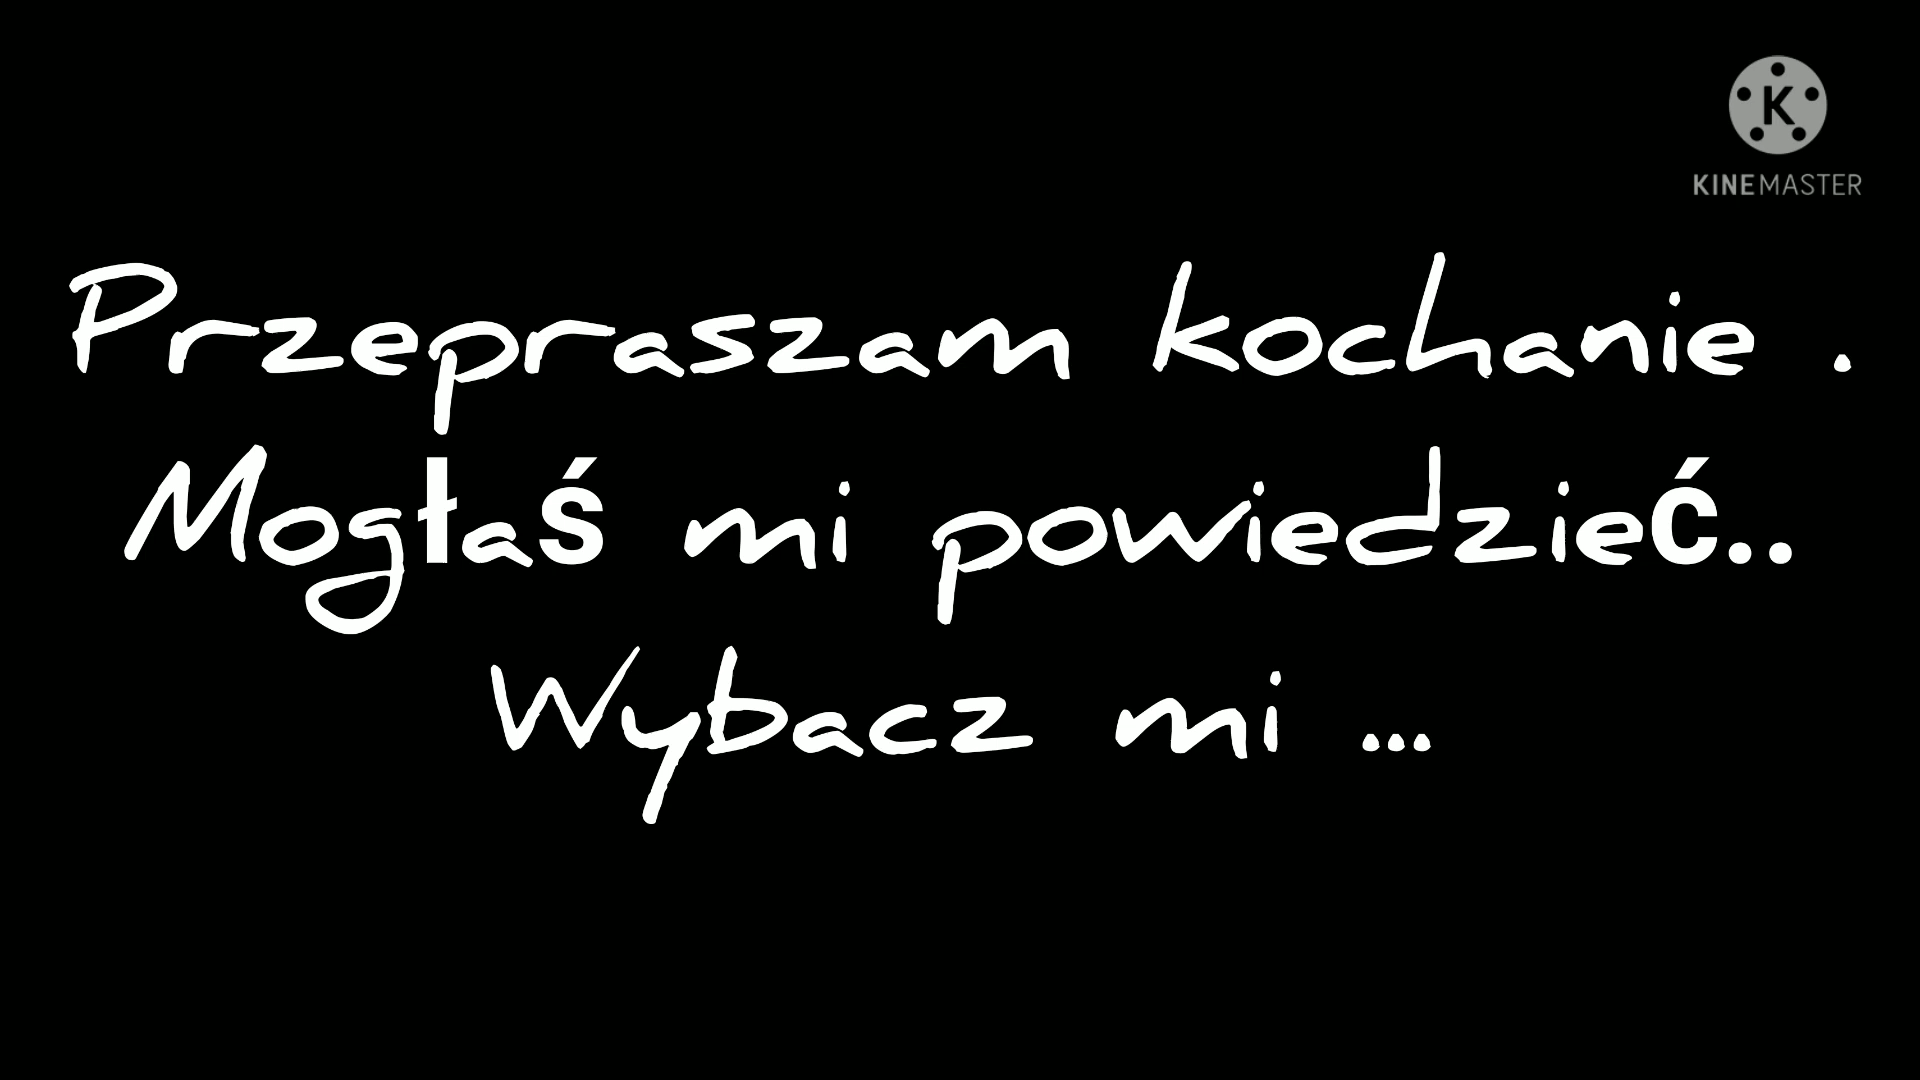 KINEMASTER
Przepraszam kochanie .
Mogłaś mi powiedzieć..
Wybacz mi ...